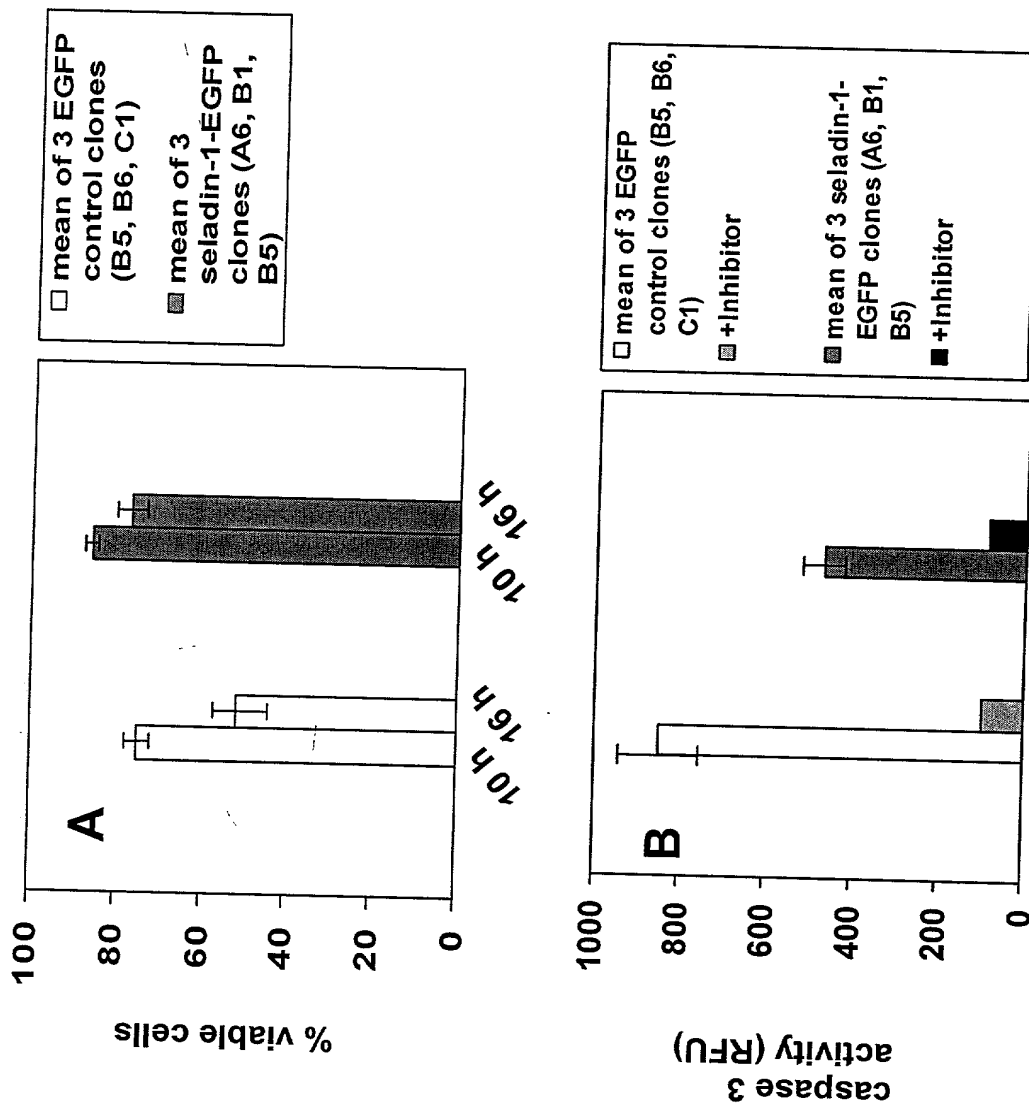 A
% viable cells
100
80
60
40
20
0
10 h
16 h
10 h
16 h
mean of 3 EGFP
control clones
(B5, B6, C1)
mean of 3
seladin-1-EGFP
clones (A6, B1,
B5)
B
caspase 3
activity (RFU)
1000
800
600
400
200
0
mean of 3 EGFP
control clones (B5, B6,
C1)
+Inhibitor
mean of 3 seladin-1-
EGFP clones (A6, B1,
B5)
+Inhibitor